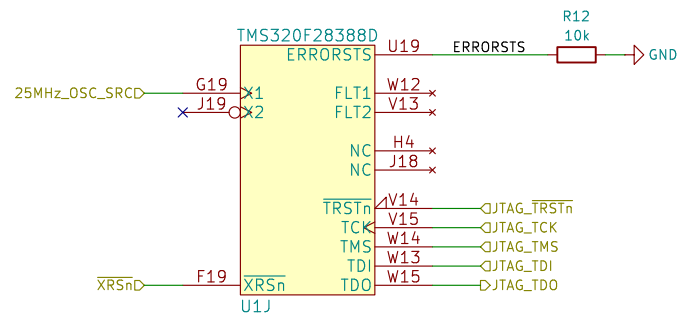 R12
10k
GND
TMS320F28388D
ERRORSTS U19 ERRORSTS
25MHz_OSC_SRC G19 X1
J19 X2
FLT1 W12
FLT2 V13
NC H4
NC J18
TRSTn V14 JTAG_TRSTn
TCK V15 JTAG_TCK
TMS W14 JTAG_TMS
TDI W13 JTAG_TDI
TDO W15 JTAG_TDO
XRSn F19 XRSn
U1J